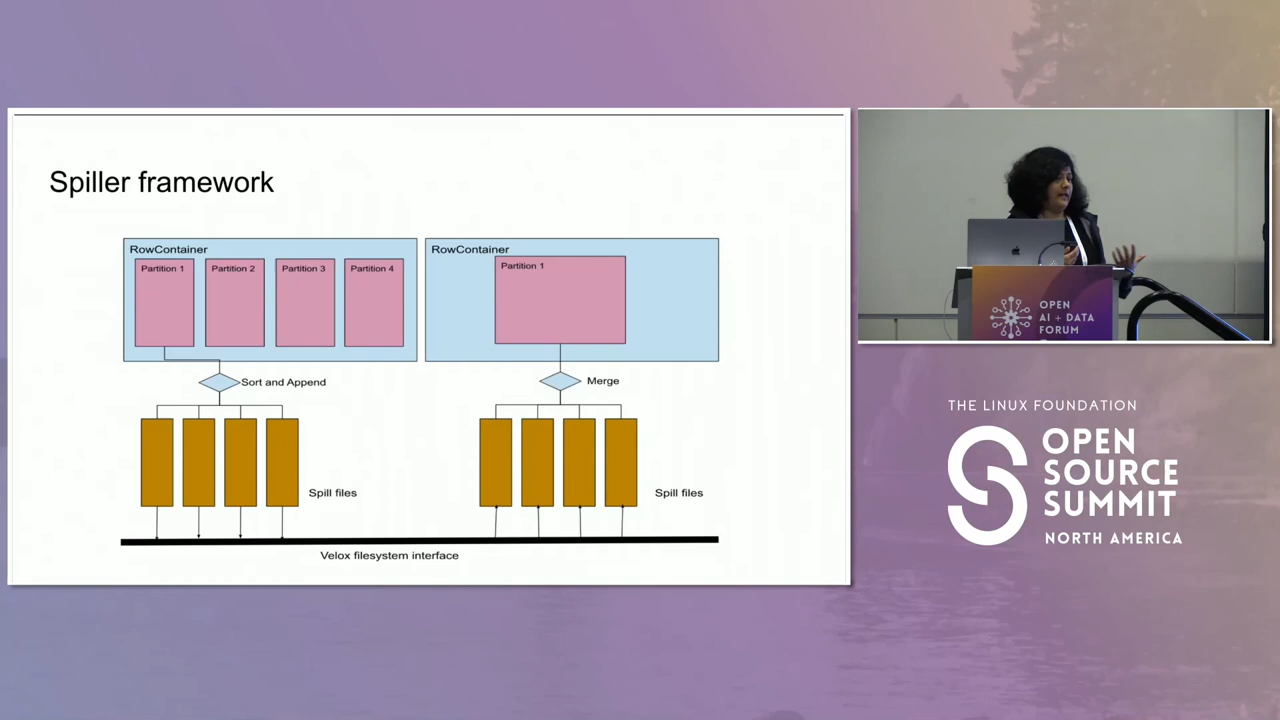 Spiller framework
RowContainer
Partition 1
Partition 2
Partition 3
Partition 4
Sort and Append
Spill files
RowContainer
Partition 1
Merge
Spill files
Velox filesystem interface
OPEN
AI + DATA
FORUM
THE LINUX FOUNDATION
OPEN
SOURCE
SUMMIT
NORTH AMERICA